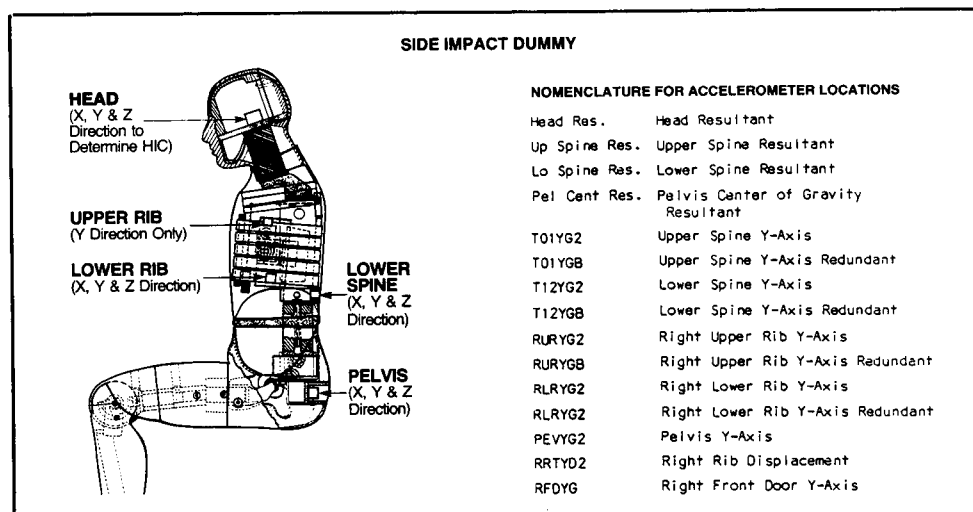 SIDE IMPACT DUMMY
HEAD
(X, Y & Z
Direction to
Determine HIC)
UPPER RIB
(Y Direction Only)
LOWER RIB
(X, Y & Z Direction)
LOWER
SPINE
(X, Y & Z
Direction)
PELVIS
(X, Y & Z
Direction)
NOMENCLATURE FOR ACCELEROMETER LOCATIONS
Head Res. Head Resultant
Up Spine Res. Upper Spine Resultant
Lo Spine Res. Lower Spine Resultant
Pel Cent Res. Pelvis Center of Gravity
Resultant
T01YG2 Upper Spine Y-Axis
T01YGB Upper Spine Y-Axis Redundant
T12YG2 Lower Spine Y-Axis
T12YGB Lower Spine Y-Axis Redundant
RURYG2 Right Upper Rib Y-Axis
RURYGB Right Upper Rib Y-Axis Redundant
RLRYG2 Right Lower Rib Y-Axis
RLRYG2 Right Lower Rib Y-Axis Redundant
PEVYG2 Pelvis Y-Axis
RRTYD2 Right Rib Displacement
RFDYG Right Front Door Y-Axis